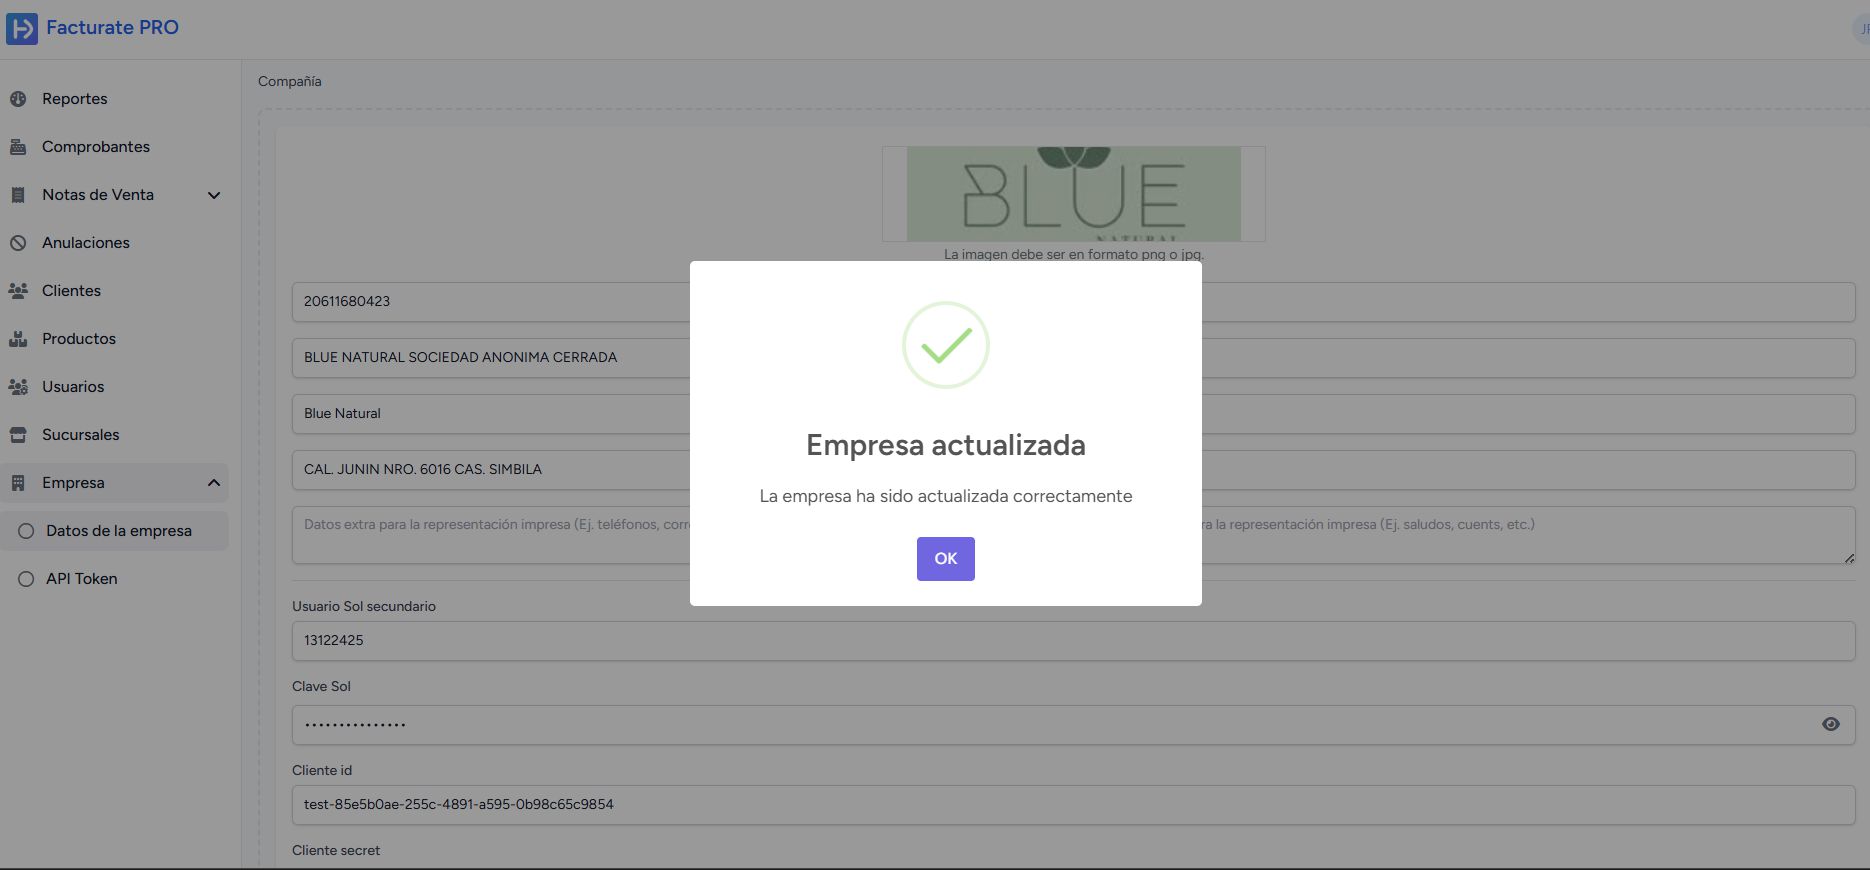 Facturate PRO
Reportes
Comprobantes
Notas de Venta
Anulaciones
Clientes
Productos
Usuarios
Sucursales
Empresa
Datos de la empresa
API Token
Compañía
BLUE
NATURAL
La imagen debe ser en formato png o jpg.
20611680423
BLUE NATURAL SOCIEDAD ANONIMA CERRADA
Blue Natural
CAL. JUNIN NRO. 6016 CAS. SIMBILA
Datos extra para la representación impresa (Ej. teléfonos,
la representación impresa (Ej. saludos, cuents, etc.)
Empresa actualizada
La empresa ha sido actualizada correctamente
OK
Usuario Sol secundario
13122425
Clave Sol
•••••••••••••••
Cliente id
test-85e5b0ae-255c-4891-a595-0b98c65c9854
Cliente secret